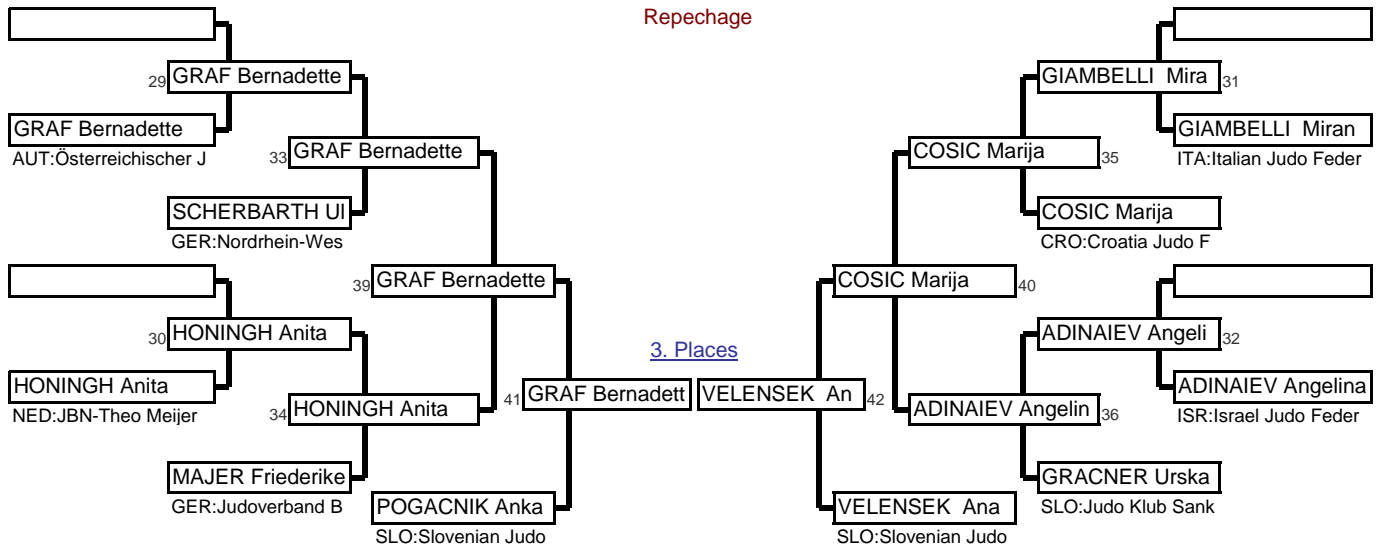 Repechage
29 GRAF Bernadette
GIAMBELLI Mira 31
GRAF Bernadette
AUT:Österreichischer J
GIAMBELLI Miran
ITA:Italian Judo Feder
33 GRAF Bernadette
COSIC Marija 35
SCHERBARTH Ul
GER:Nordrhein-Wes
COSIC Marija
CRO:Croatia Judo F
39 GRAF Bernadette
COSIC Marija 40
30 HONINGH Anita
ADINAIEV Angeli 32
3. Places
HONINGH Anita
NED:JBN-Theo Meijer
41 GRAF Bernadett
VELENSEK An 42
ADINAIEV Angelina
ISR:Israel Judo Feder
34 HONINGH Anita
ADINAIEV Angelin 36
MAJER Friederike
GER:Judoverband B
GRACNER Urska
SLO:Judo Klub Sank
POGACNIK Anka
SLO:Slovenian Judo
VELENSEK Ana
SLO:Slovenian Judo